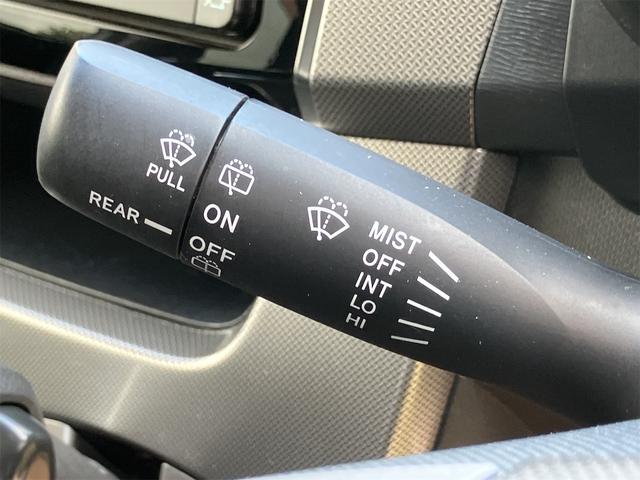 PULL
REAR
ON
OFF
MIST
OFF
INT
LO
HI